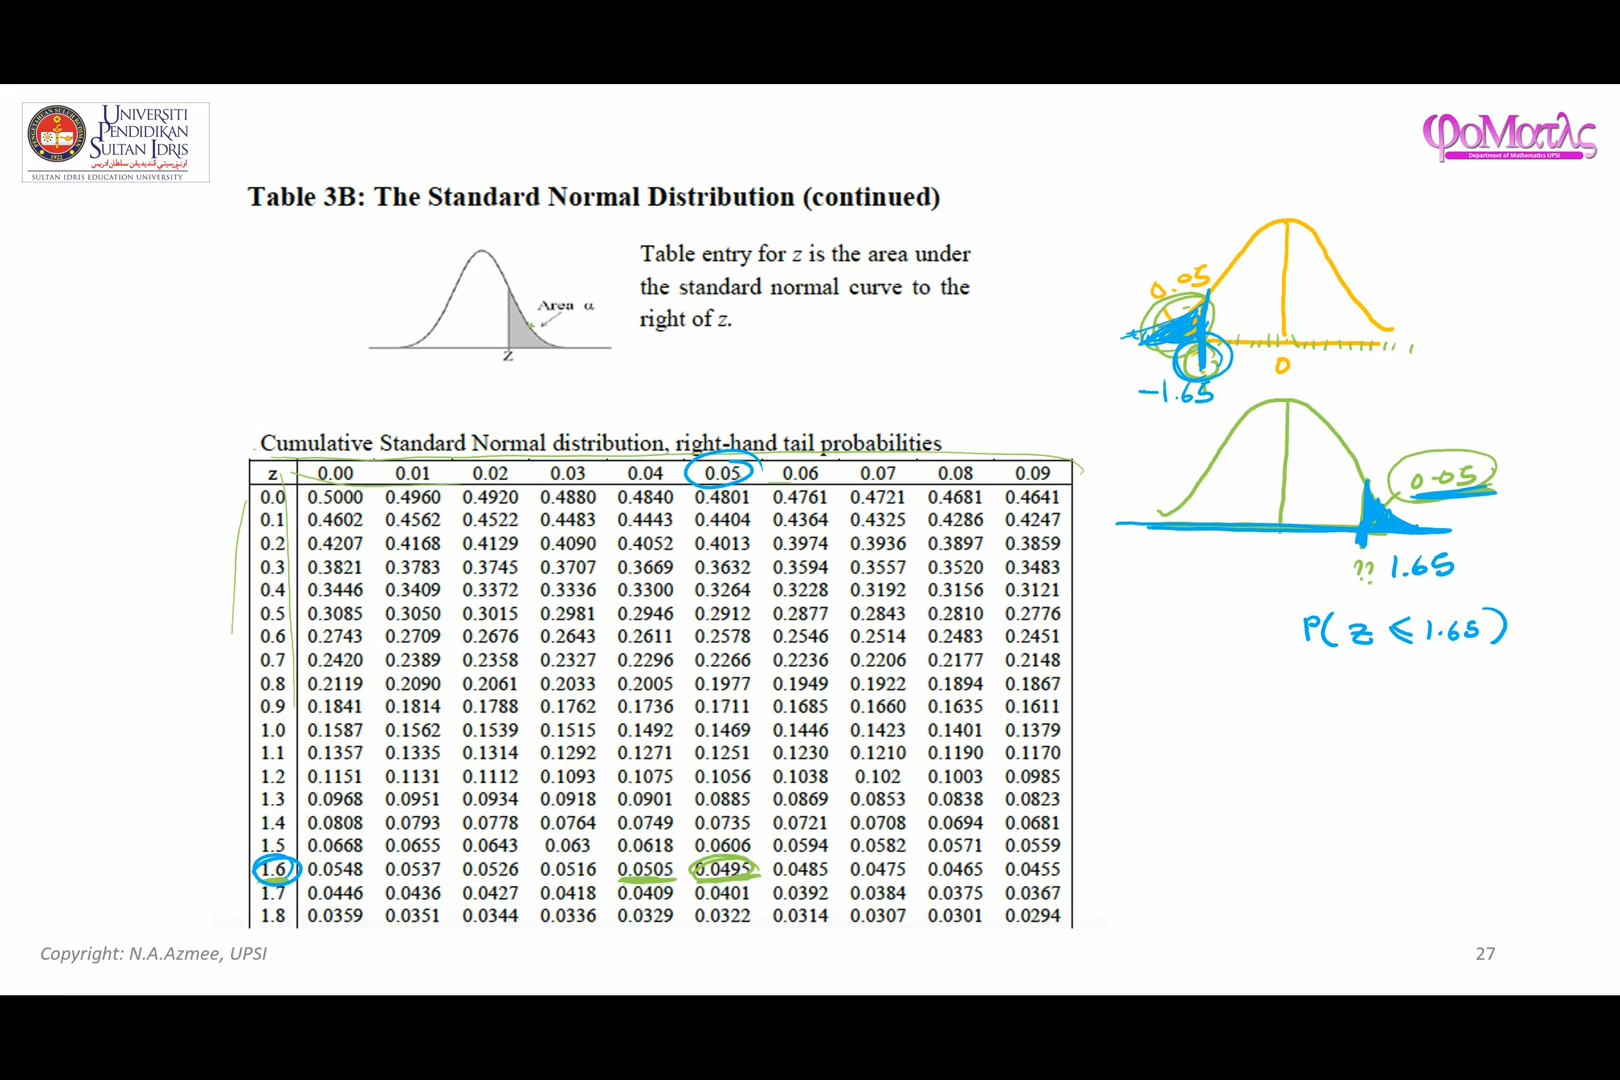 UNIVERSITI
PENDIDIKAN
SULTAN IDRIS
اونيۏرسيتي ڤنديديقن سلطان ادريس
SULTAN IDRIS EDUCATION UNIVERSITY
φοΜατλς
Department of Mathematics UPSI
Table 3B: The Standard Normal Distribution (continued)
Table entry for z is the area under
the standard normal curve to the
right of z.
Area α
z
0.05
0
-1.65
0.05
?? 1.65
P( z ≤ 1.65 )
Cumulative Standard Normal distribution, right-hand tail probabilities
z 0.00 0.01 0.02 0.03 0.04 0.05 0.06 0.07 0.08 0.09
0.0 0.5000 0.4960 0.4920 0.4880 0.4840 0.4801 0.4761 0.4721 0.4681 0.4641
0.1 0.4602 0.4562 0.4522 0.4483 0.4443 0.4404 0.4364 0.4325 0.4286 0.4247
0.2 0.4207 0.4168 0.4129 0.4090 0.4052 0.4013 0.3974 0.3936 0.3897 0.3859
0.3 0.3821 0.3783 0.3745 0.3707 0.3669 0.3632 0.3594 0.3557 0.3520 0.3483
0.4 0.3446 0.3409 0.3372 0.3336 0.3300 0.3264 0.3228 0.3192 0.3156 0.3121
0.5 0.3085 0.3050 0.3015 0.2981 0.2946 0.2912 0.2877 0.2843 0.2810 0.2776
0.6 0.2743 0.2709 0.2676 0.2643 0.2611 0.2578 0.2546 0.2514 0.2483 0.2451
0.7 0.2420 0.2389 0.2358 0.2327 0.2296 0.2266 0.2236 0.2206 0.2177 0.2148
0.8 0.2119 0.2090 0.2061 0.2033 0.2005 0.1977 0.1949 0.1922 0.1894 0.1867
0.9 0.1841 0.1814 0.1788 0.1762 0.1736 0.1711 0.1685 0.1660 0.1635 0.1611
1.0 0.1587 0.1562 0.1539 0.1515 0.1492 0.1469 0.1446 0.1423 0.1401 0.1379
1.1 0.1357 0.1335 0.1314 0.1292 0.1271 0.1251 0.1230 0.1210 0.1190 0.1170
1.2 0.1151 0.1131 0.1112 0.1093 0.1075 0.1056 0.1038 0.102 0.1003 0.0985
1.3 0.0968 0.0951 0.0934 0.0918 0.0901 0.0885 0.0869 0.0853 0.0838 0.0823
1.4 0.0808 0.0793 0.0778 0.0764 0.0749 0.0735 0.0721 0.0708 0.0694 0.0681
1.5 0.0668 0.0655 0.0643 0.063 0.0618 0.0606 0.0594 0.0582 0.0571 0.0559
1.6 0.0548 0.0537 0.0526 0.0516 0.0505 0.0495 0.0485 0.0475 0.0465 0.0455
1.7 0.0446 0.0436 0.0427 0.0418 0.0409 0.0401 0.0392 0.0384 0.0375 0.0367
1.8 0.0359 0.0351 0.0344 0.0336 0.0329 0.0322 0.0314 0.0307 0.0301 0.0294
Copyright: N.A.Azmee, UPSI
27